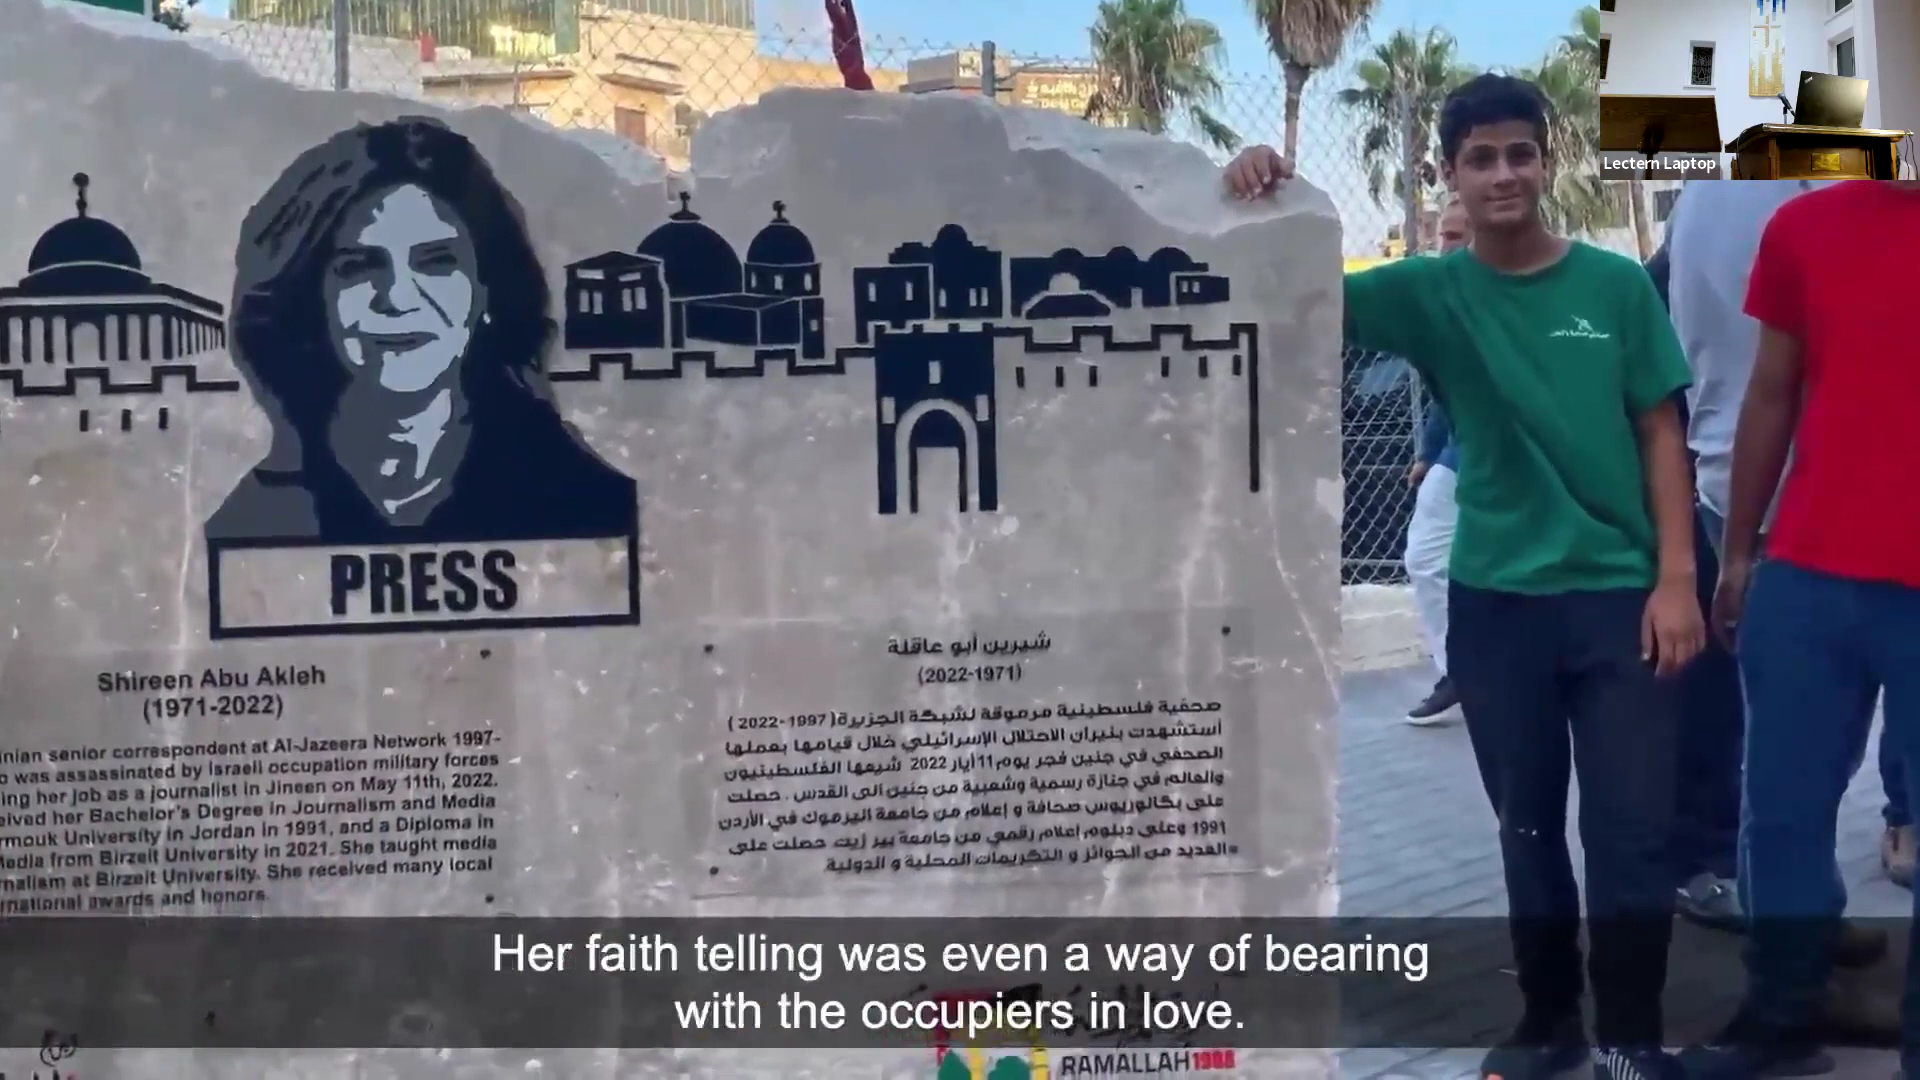 Lectern Laptop
PRESS
Shireen Abu Akleh
(1971-2022)
nian senior correspondent at Al-Jazeera Network 1997-
o was assassinated by Israeli occupation military forces
ing her job as a journalist in Jineen on May 11th, 2022.
eived her Bachelor's Degree in Journalism and Media
rmouk University in Jordan in 1991, and a Diploma in
edia from Birzeit University in 2021. She taught media
nalism at Birzeit University. She received many local
rnational awards and honors.
شيرين أبو عاقلة
(2022-1971)
صحفية فلسطينية مرموقة لشبكة الجزيرة (1997-2022)
أستشهدت بنيران الاحتلال الإسرائيلي خلال قيامها بعملها
الصحفي في جنين فجر يوم 11 أيار 2022 شيعها الفلسطينيون
والعالم في جنازة رسمية وشعبية من جنين الى القدس. حصلت
على بكالوريوس صحافة و إعلام من جامعة اليرموك في الأردن
1991 وعلى دبلوم إعلام رقمي من جامعة بير زيت حصلت على
العديد من الجوائز و التكريمات المحلية و الدولية.
Her faith telling was even a way of bearing
with the occupiers in love.
RAMALLAH 1908